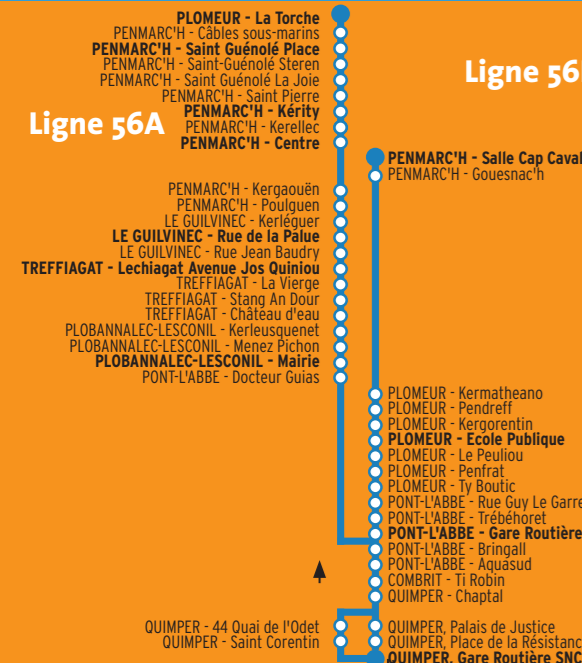 PLOMEUR - La Torche
PENMARC'H - Câbles sous-marins
PENMARC'H - Saint Guénolé Place
PENMARC'H - Saint-Guénolé Steren
PENMARC'H - Saint Guénolé La Joie
PENMARC'H - Saint Pierre
PENMARC'H - Kérity
PENMARC'H - Kerellec
PENMARC'H - Centre
Ligne 56A
PENMARC'H - Kergaouën
PENMARC'H - Poulguen
LE GUILVINEC - Kerléguer
LE GUILVINEC - Rue de la Palue
LE GUILVINEC - Rue Jean Baudry
TREFFIAGAT - Lechiagat Avenue Jos Quiniou
TREFFIAGAT - La Vierge
TREFFIAGAT - Stang An Dour
TREFFIAGAT - Château d'eau
PLOBANNALEC-LESCONIL - Kerleusquenet
PLOBANNALEC-LESCONIL - Menez Pichon
PLOBANNALEC-LESCONIL - Mairie
PONT-L'ABBE - Docteur Guias
QUIMPER - 44 Quai de l'Odet
QUIMPER - Saint Corentin
Ligne 56
PENMARC'H - Salle Cap Caval
PENMARC'H - Gouesnac'h
PLOMEUR - Kermatheano
PLOMEUR - Pendreff
PLOMEUR - Kergorentin
PLOMEUR - Ecole Publique
PLOMEUR - Le Peuliou
PLOMEUR - Penfrat
PLOMEUR - Ty Boutic
PONT-L'ABBE - Rue Guy Le Garre
PONT-L'ABBE - Trébéhoret
PONT-L'ABBE - Gare Routière
PONT-L'ABBE - Bringall
PONT-L'ABBE - Aquasud
COMBRIT - Ti Robin
QUIMPER - Chaptal
QUIMPER, Palais de Justice
QUIMPER, Place de la Résistanc
QUIMPER, Gare Routière SNC